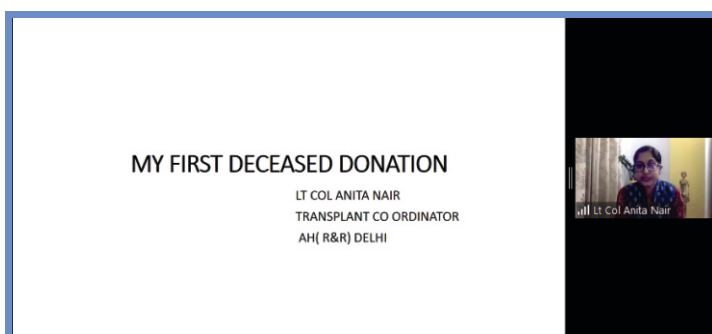 MY FIRST DECEASED DONATION
LT COL ANITA NAIR
TRANSPLANT CO ORDINATOR
AH( R&R) DELHI
Lt Col Anita Nair